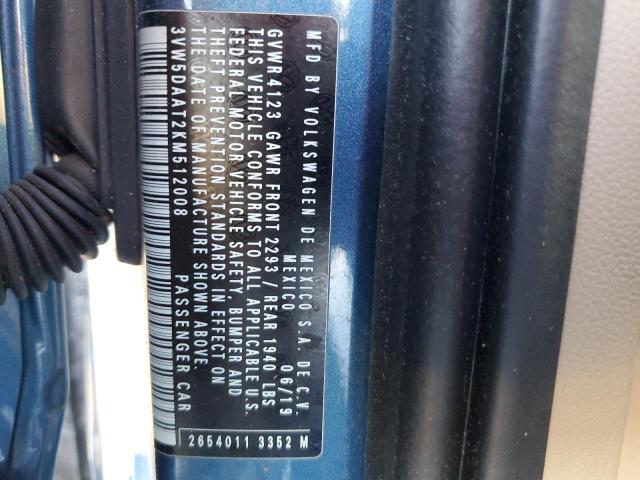 MFD BY VOLKSWAGEN DE MEXICO S.A. DE C.V.
MEXICO 06/19
GVWR 4123 GAWR FRONT 2293 / REAR 1940 LBS
THIS VEHICLE CONFORMS TO ALL APPLICABLE U.S.
FEDERAL MOTOR VEHICLE SAFETY, BUMPER AND
THEFT PREVENTION STANDARDS IN EFFECT ON
THE DATE OF MANUFACTURE SHOWN ABOVE.
3VW5DAAT2KM512008 PASSENGER CAR
2654011 3352 M